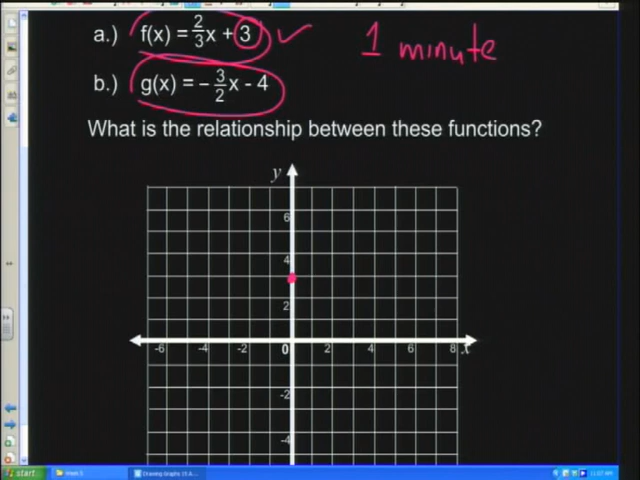 a.) f(x) = 2/3x + 3 ✓ 1 minute
b.) g(x) = - 3/2x - 4
What is the relationship between these functions?
y
6
4
2
-6 -4 -2 0 2 4 6 8 x
-2
-4
start